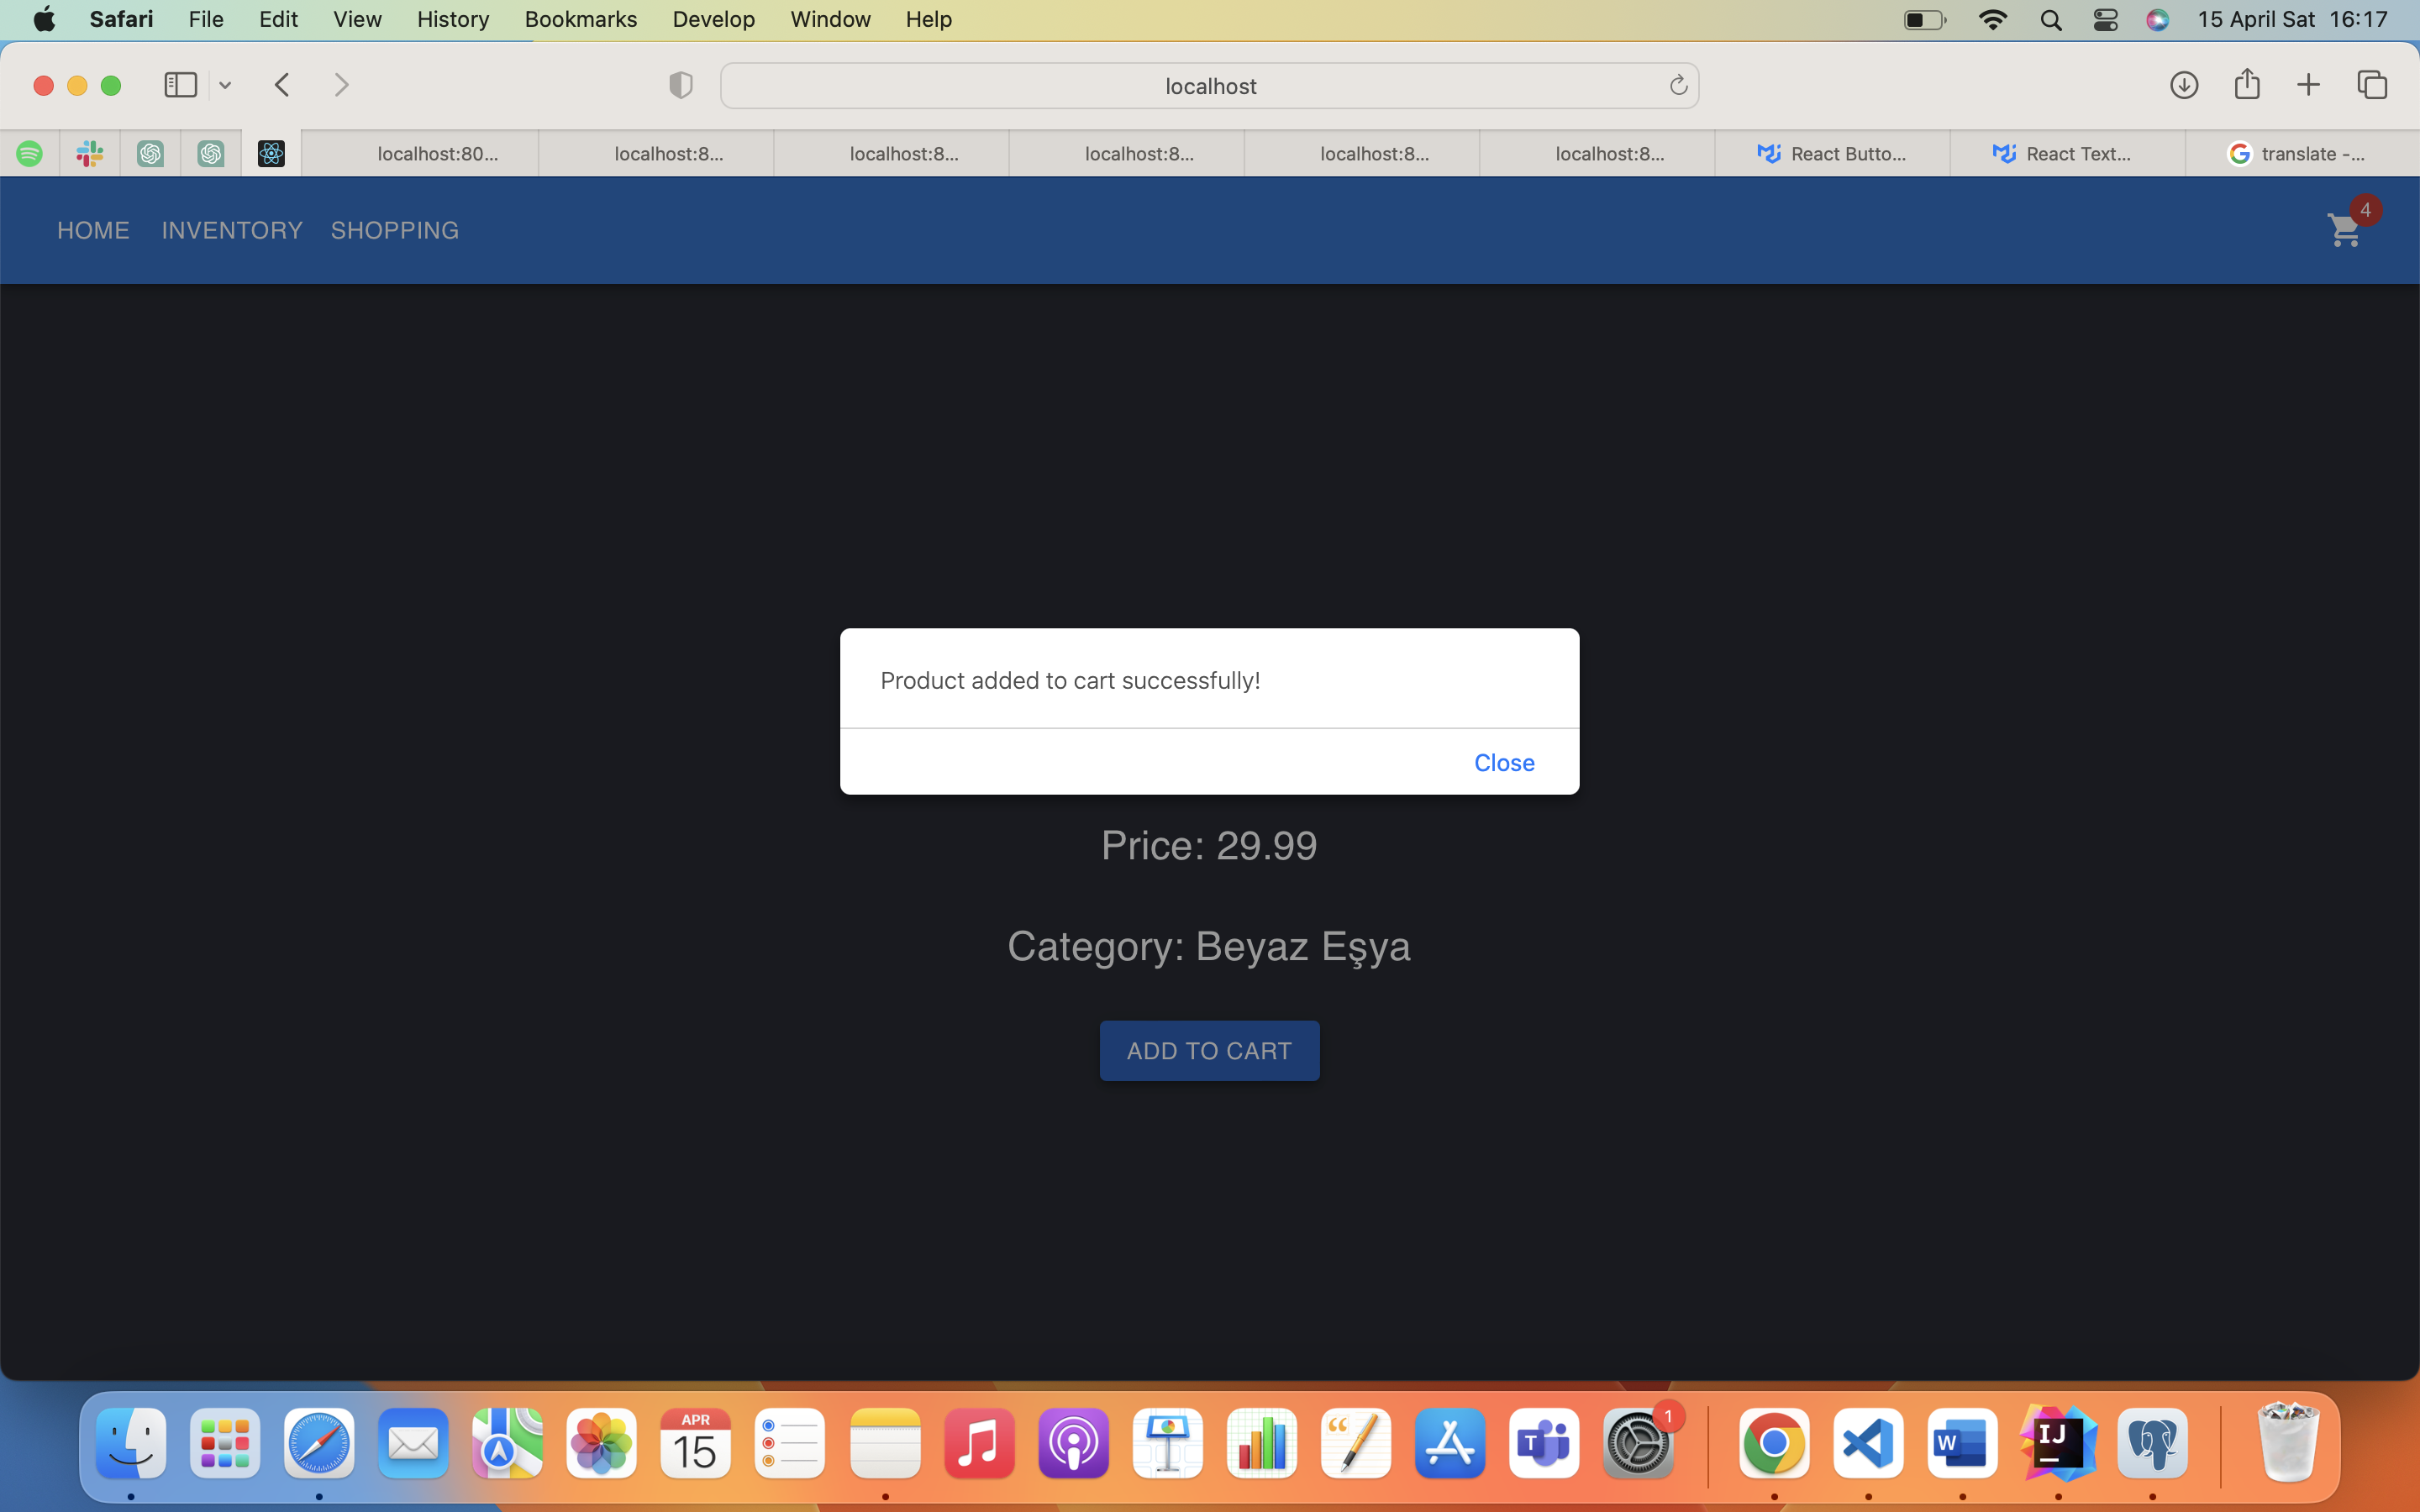 Safari File Edit View History Bookmarks Develop Window Help 15 April Sat 16:17
localhost
localhost:80... localhost:8... localhost:8... localhost:8... localhost:8... localhost:8... React Butto... React Text... translate -...
HOME INVENTORY SHOPPING 4
Product added to cart successfully!
Close
Price: 29.99
Category: Beyaz Eşya
ADD TO CART
APR
15
T
1
W
IJ